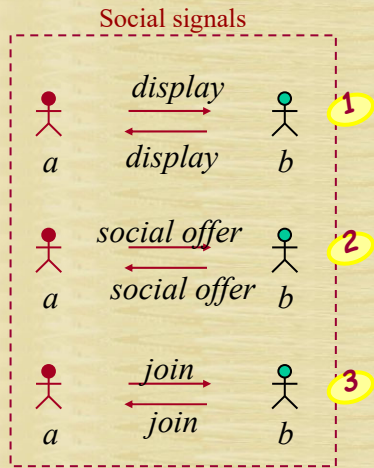 Social signals
display
1
a
b
display
social offer
2
social offer
a
b
join
3
join
a
b